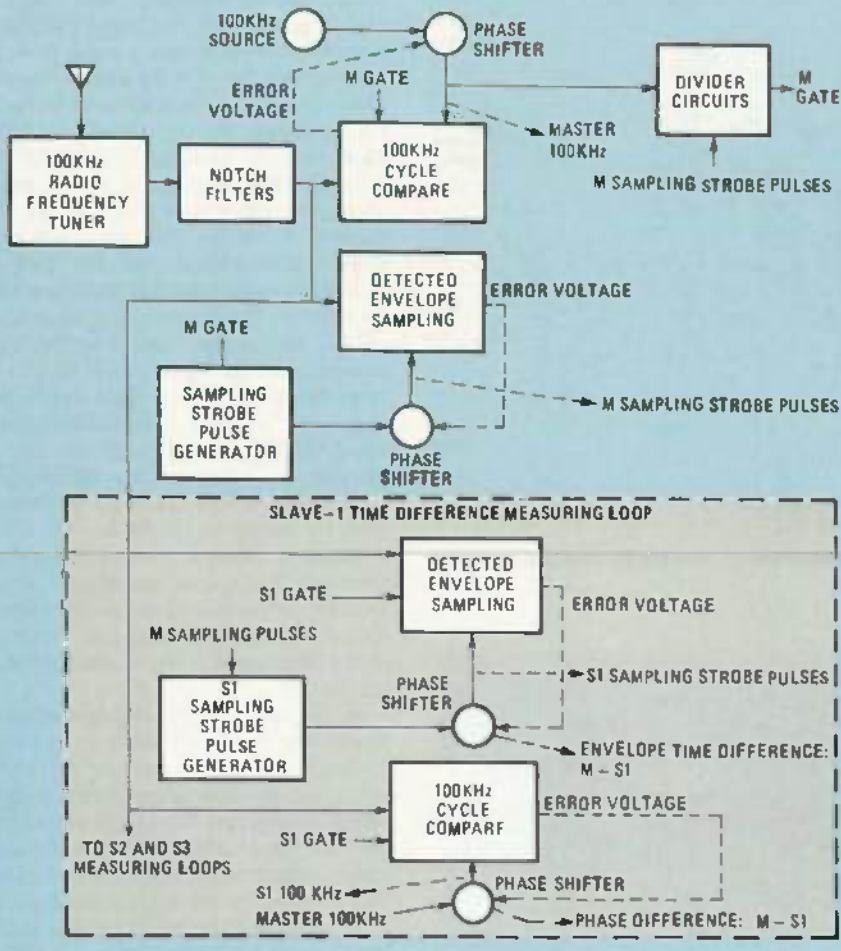 100KHz
SOURCE
PHASE
SHIFTER
ERROR
VOLTAGE
M GATE
DIVIDER
CIRCUITS
M
GATE
100KHz
RADIO
FREQUENCY
TUNER
NOTCH
FILTERS
100KHz
CYCLE
COMPARE
MASTER
100KHz
M SAMPLING STROBE PULSES
DETECTED
ENVELOPE
SAMPLING
ERROR VOLTAGE
M GATE
SAMPLING
STROBE
PULSE
GENERATOR
PHASE
SHIFTER
M SAMPLING STROBE PULSES
SLAVE-1 TIME DIFFERENCE MEASURING LOOP
DETECTED
ENVELOPE
SAMPLING
S1 GATE
ERROR VOLTAGE
M SAMPLING PULSES
S1
SAMPLING
STROBE
PULSE
GENERATOR
PHASE
SHIFTER
S1 SAMPLING STROBE PULSES
ENVELOPE TIME DIFFERENCE:
M - S1
100KHz
CYCLE
COMPARE
ERROR VOLTAGE
S1 GATE
TO S2 AND S3
MEASURING LOOPS
S1 100 KHz
MASTER 100KHz
PHASE SHIFTER
PHASE DIFFERENCE: M - S1